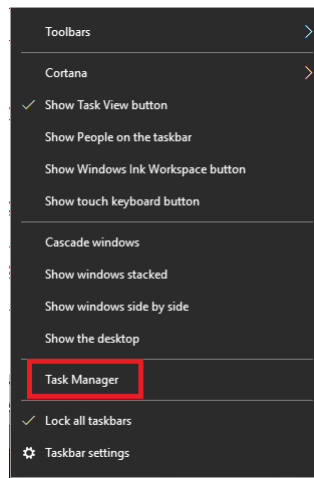 Toolbars
Cortana
Show Task View button
Show People on the taskbar
Show Windows Ink Workspace button
Show touch keyboard button
Cascade windows
Show windows stacked
Show windows side by side
Show the desktop
Task Manager
Lock all taskbars
Taskbar settings